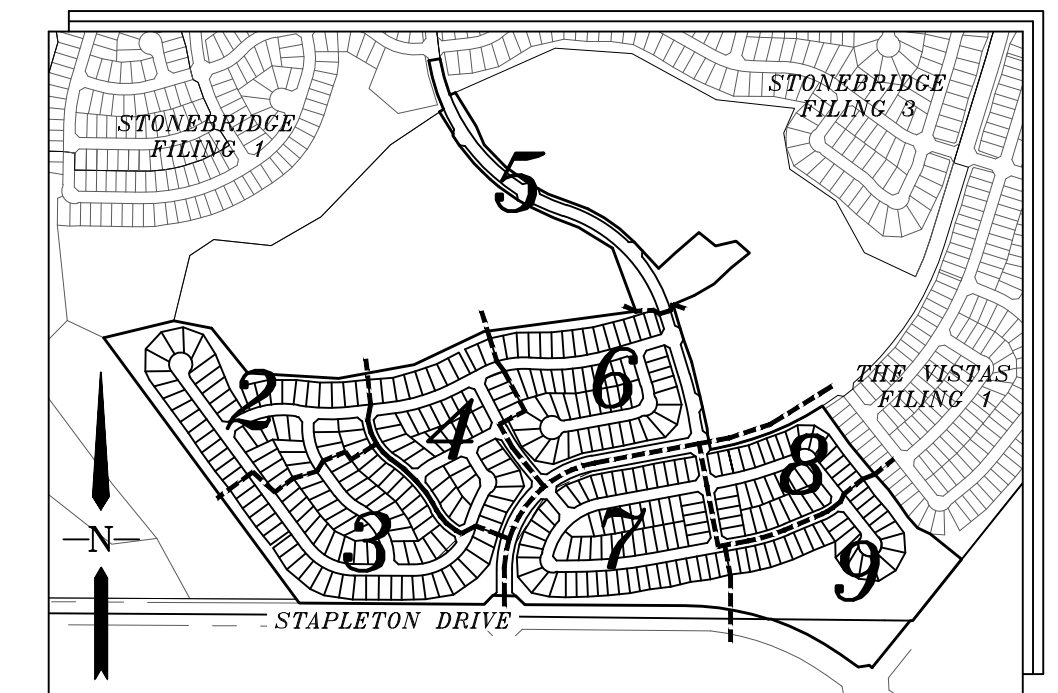 STONEBRIDGE
FILING 3
STONEBRIDGE
FILING 1
5
6
THE VISTAS
FILING 1
2
4
8
7
3
9
N
STAPLETON DRIVE